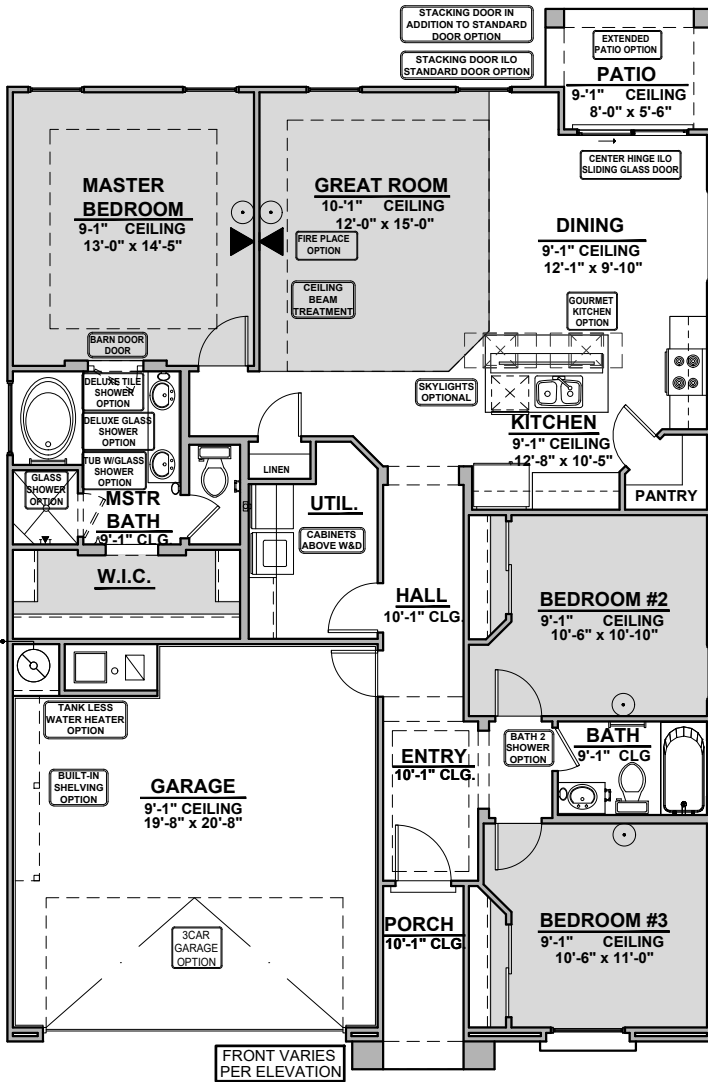 STACKING DOOR IN
ADDITION TO STANDARD
DOOR OPTION
STACKING DOOR ILO
STANDARD DOOR OPTION
EXTENDED
PATIO OPTION
PATIO
9-'1" CEILING
8'-0" x 5'-6"
CENTER HINGE ILO
SLIDING GLASS DOOR
MASTER
BEDROOM
9-1" CEILING
13'-0" x 14'-5"
GREAT ROOM
10-'1" CEILING
12'-0" x 15'-0"
FIRE PLACE
OPTION
CEILING
BEAM
TREATMENT
DINING
9'-1" CEILING
12'-1" x 9'-10"
GOURMET
KITCHEN
OPTION
BARN DOOR
DOOR
DELUXE TILE
SHOWER
OPTION
DELUXE GLASS
SHOWER
OPTION
TUB W/GLASS
SHOWER
OPTION
GLASS
SHOWER
OPTION
MSTR
BATH
9'-1" CLG.
SKYLIGHTS
OPTIONAL
KITCHEN
9'-1" CEILING
12'-8" x 10'-5"
PANTRY
LINEN
UTIL.
CABINETS
ABOVE W&D
W.I.C.
HALL
10'-1" CLG.
BEDROOM #2
9'-1" CEILING
10'-6" x 10'-10"
TANK LESS
WATER HEATER
OPTION
BUILT-IN
SHELVING
OPTION
GARAGE
9'-1" CEILING
19'-8" x 20'-8"
ENTRY
10'-1" CLG.
BATH 2
SHOWER
OPTION
BATH
9'-1" CLG
3CAR
GARAGE
OPTION
PORCH
10'-1" CLG.
BEDROOM #3
9'-1" CEILING
10'-6" x 11'-0"
FRONT VARIES
PER ELEVATION